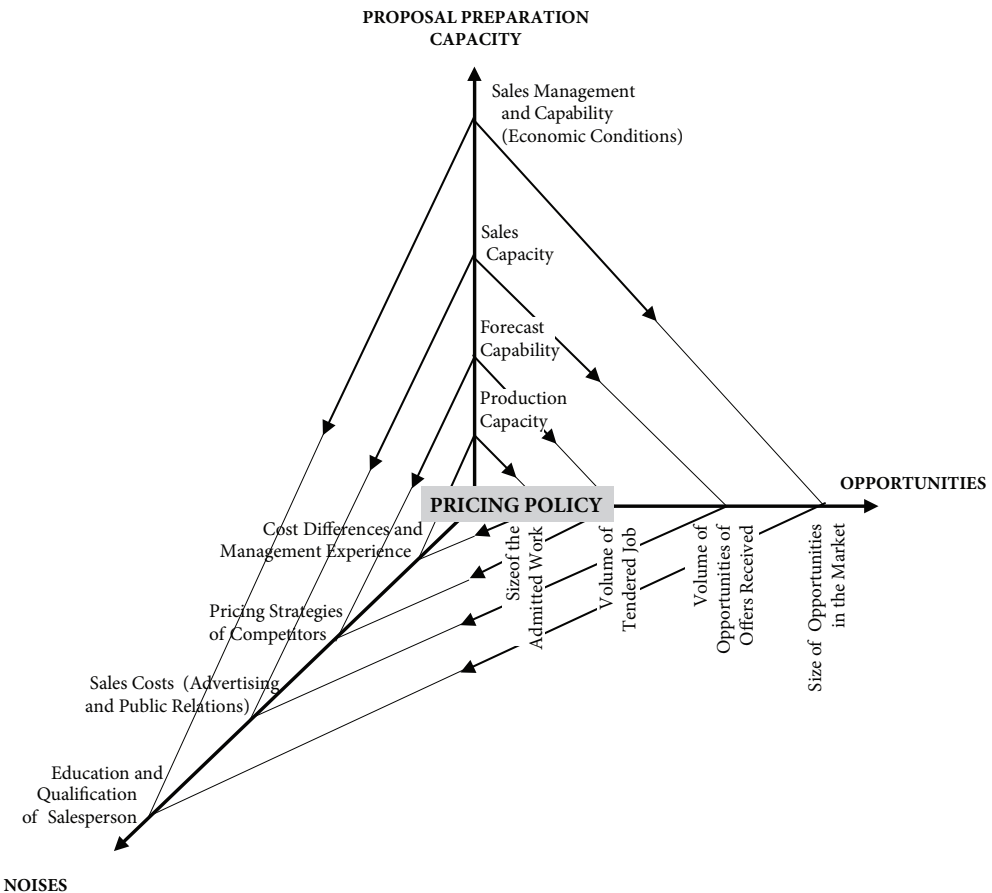 PROPOSAL PREPARATION
CAPACITY
Sales Management
and Capability
(Economic Conditions)
Sales
Capacity
Forecast
Capability
Production
Capacity
OPPORTUNITIES
PRICING POLICY
Cost Differences and
Management Experience
Pricing Strategies
of Competitors
Sales Costs (Advertising
and Public Relations)
Education and
Qualification
of Salesperson
Sizeof the
Admitted Work
Volume of
Tendered Job
Volume of
Opportunities of
Offers Received
Size of Opportunities
in the Market
NOISES